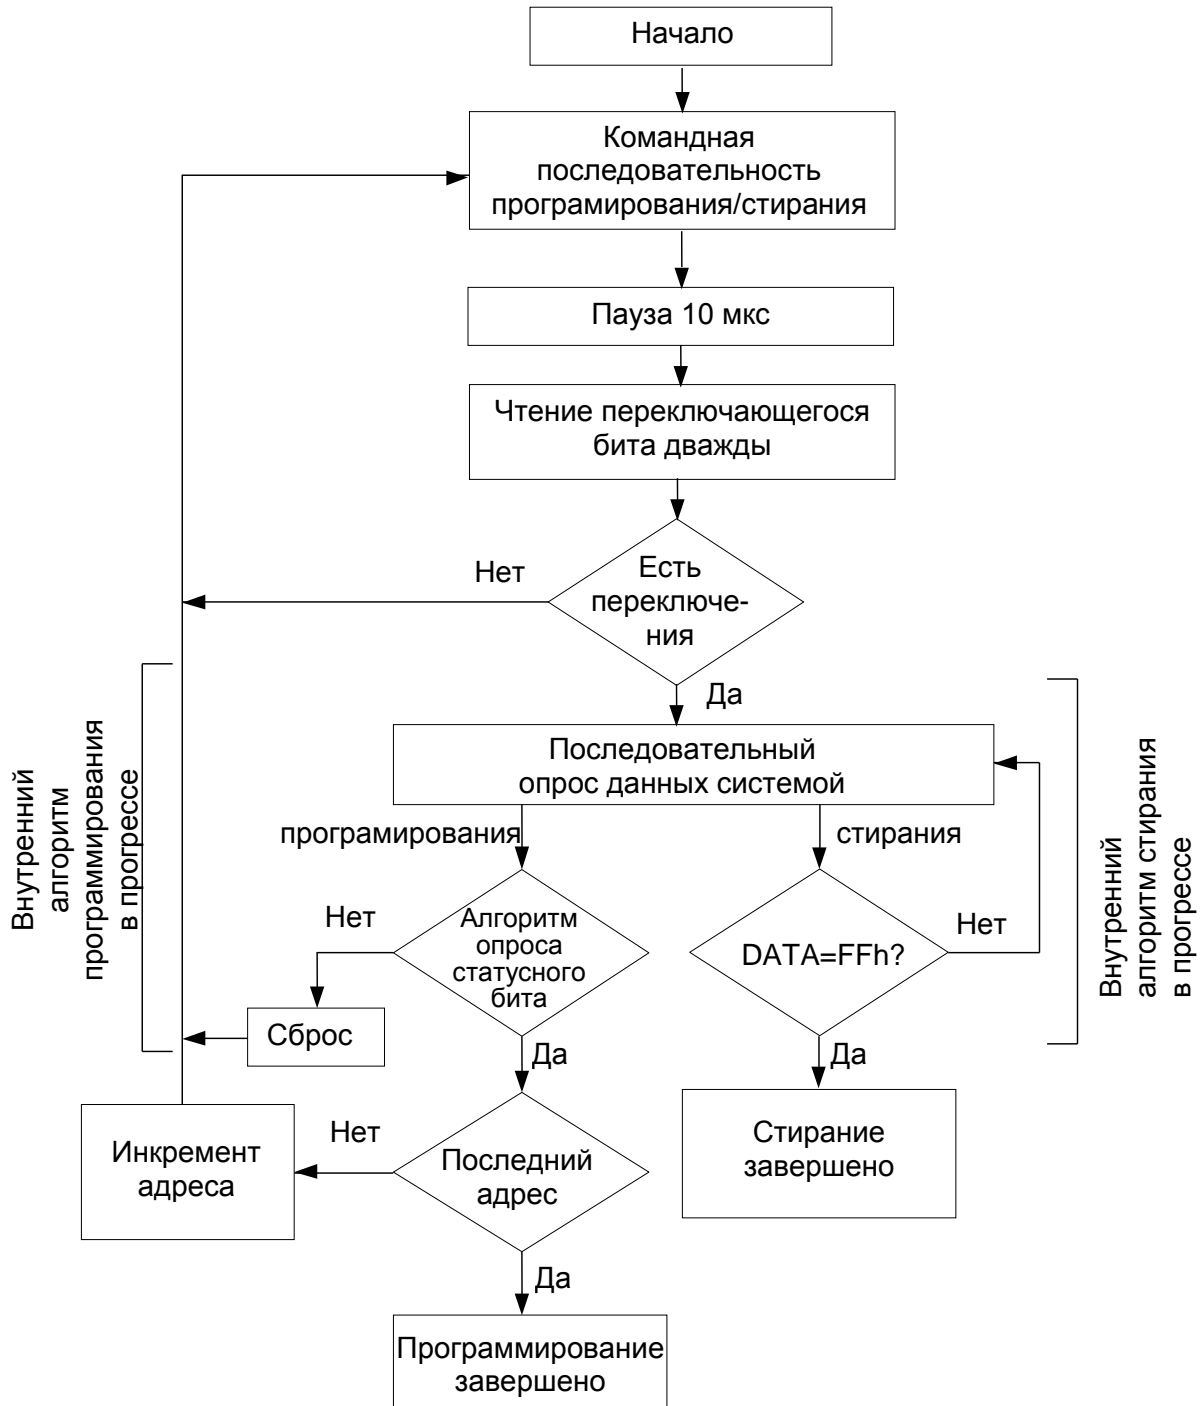 Начало
Командная
последовательность
програмирования/стирания
Пауза 10 мкс
Чтение переключающегося
бита дважды
Нет
Есть
переключе-
ния
Да
Последовательный
опрос данных системой
програмирования
стирания
Внутренний
алгоритм
программирования
в прогрессе
Внутренний
алгоритм стирания
в прогрессе
Нет
Алгоритм
опроса
статусного
бита
DATA=FFh?
Нет
Сброс
Да
Да
Инкремент
адреса
Нет
Последний
адрес
Стирание
завершено
Да
Программирование
завершено